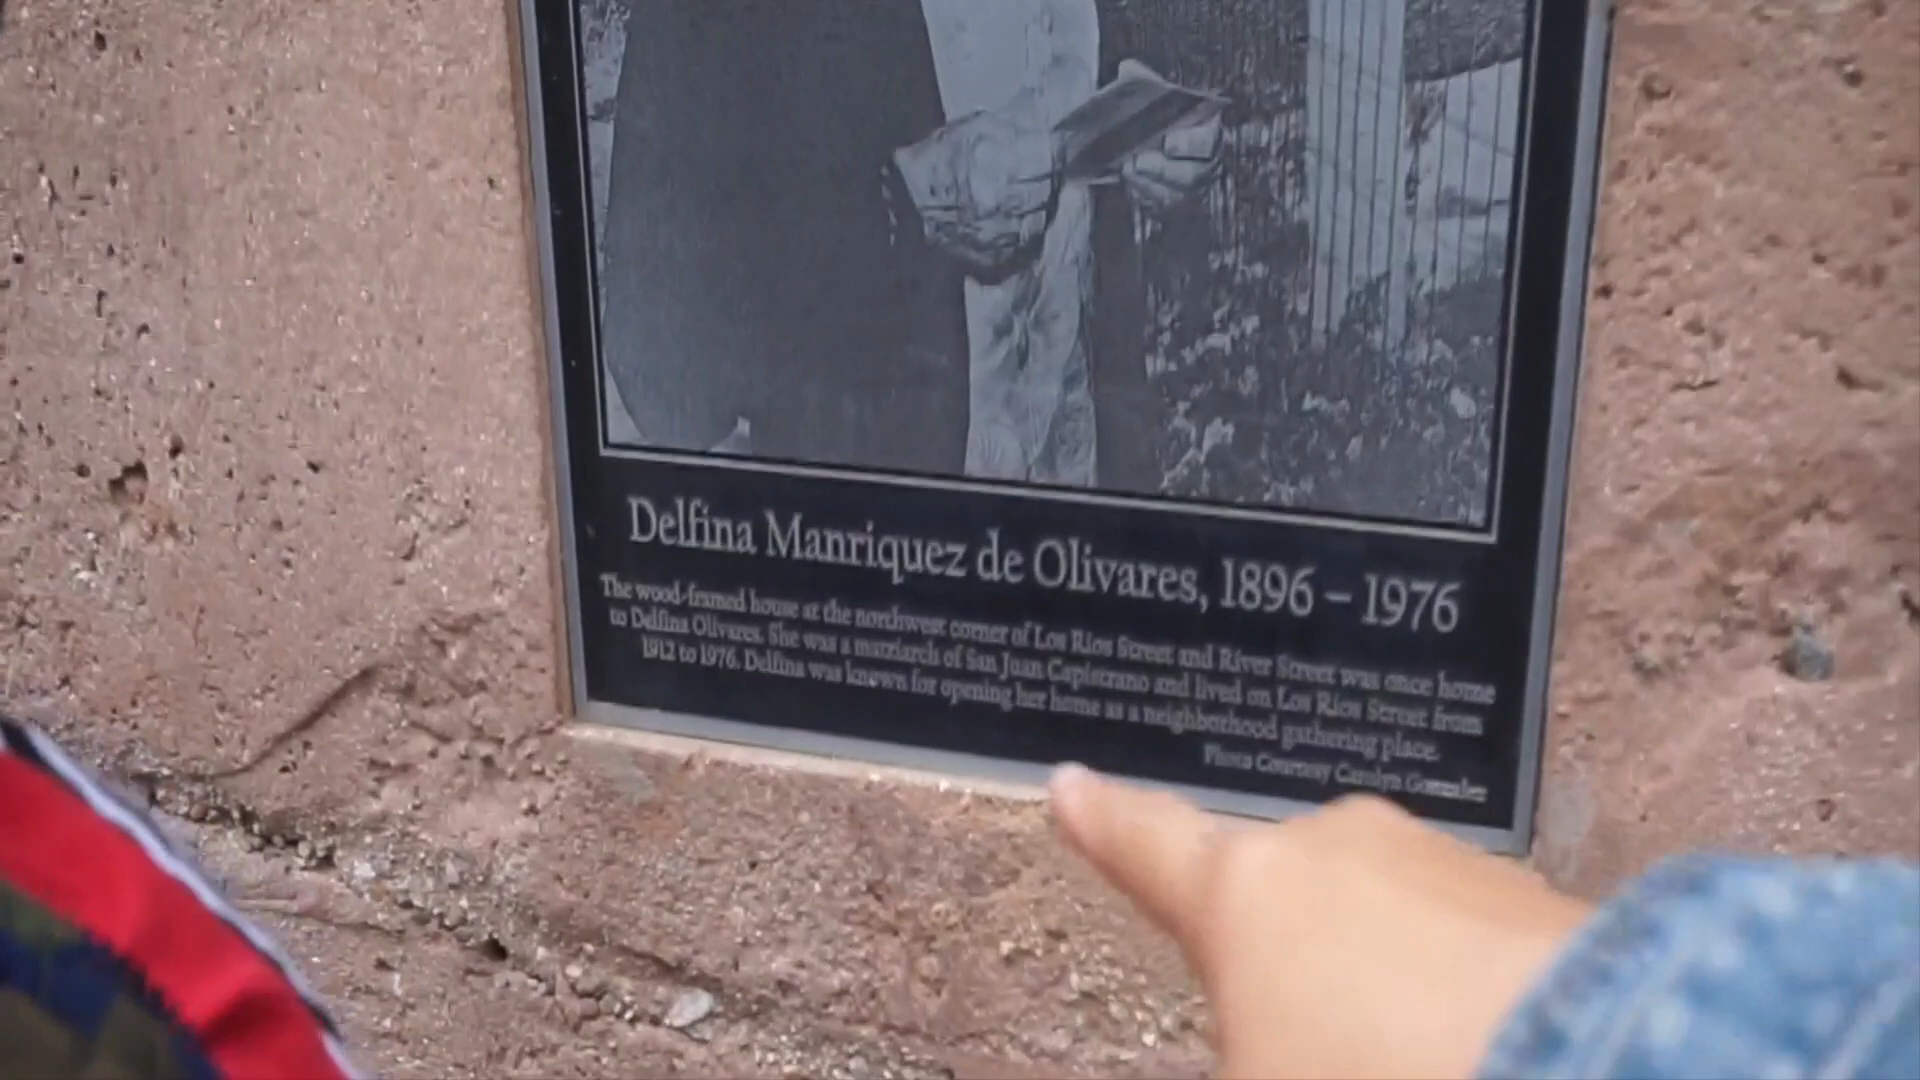 Delfina Manriquez de Olivares, 1896 – 1976
The wood-framed house at the northwest corner of Los Rios Street and River Street was once home
to Delfina Olivares. She was a matriarch of San Juan Capistrano and lived on Los Rios Street from
1912 to 1976. Delfina was known for opening her home as a neighborhood gathering place.
Photo Courtesy Carolyn Gonzalez